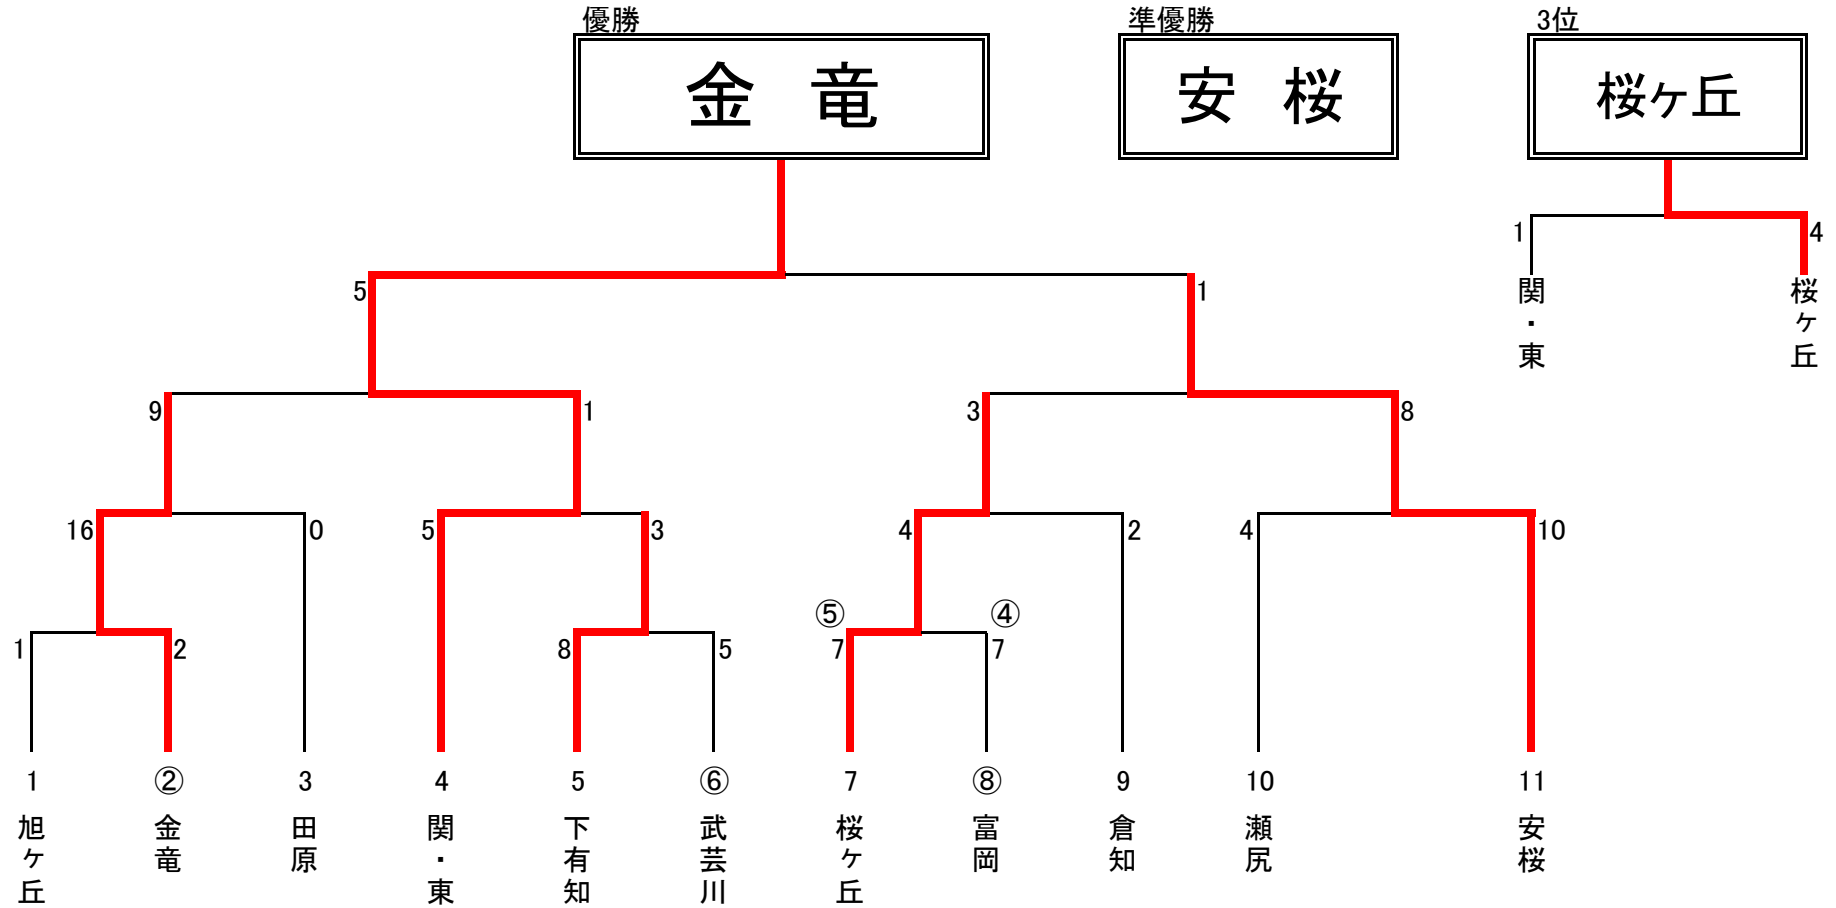 優勝
準優勝
3位
金 竜
安 桜
桜ヶ丘
1
4
関・東
桜ヶ丘
5
1
9
1
3
8
16
0
5
3
4
2
4
10
⑤
④
1
2
8
5
7
7
1
②
3
4
5
⑥
7
⑧
9
10
11
旭ヶ丘
金竜
田原
関・東
下有知
武芸川
桜ヶ丘
富岡
倉知
瀬尻
安桜